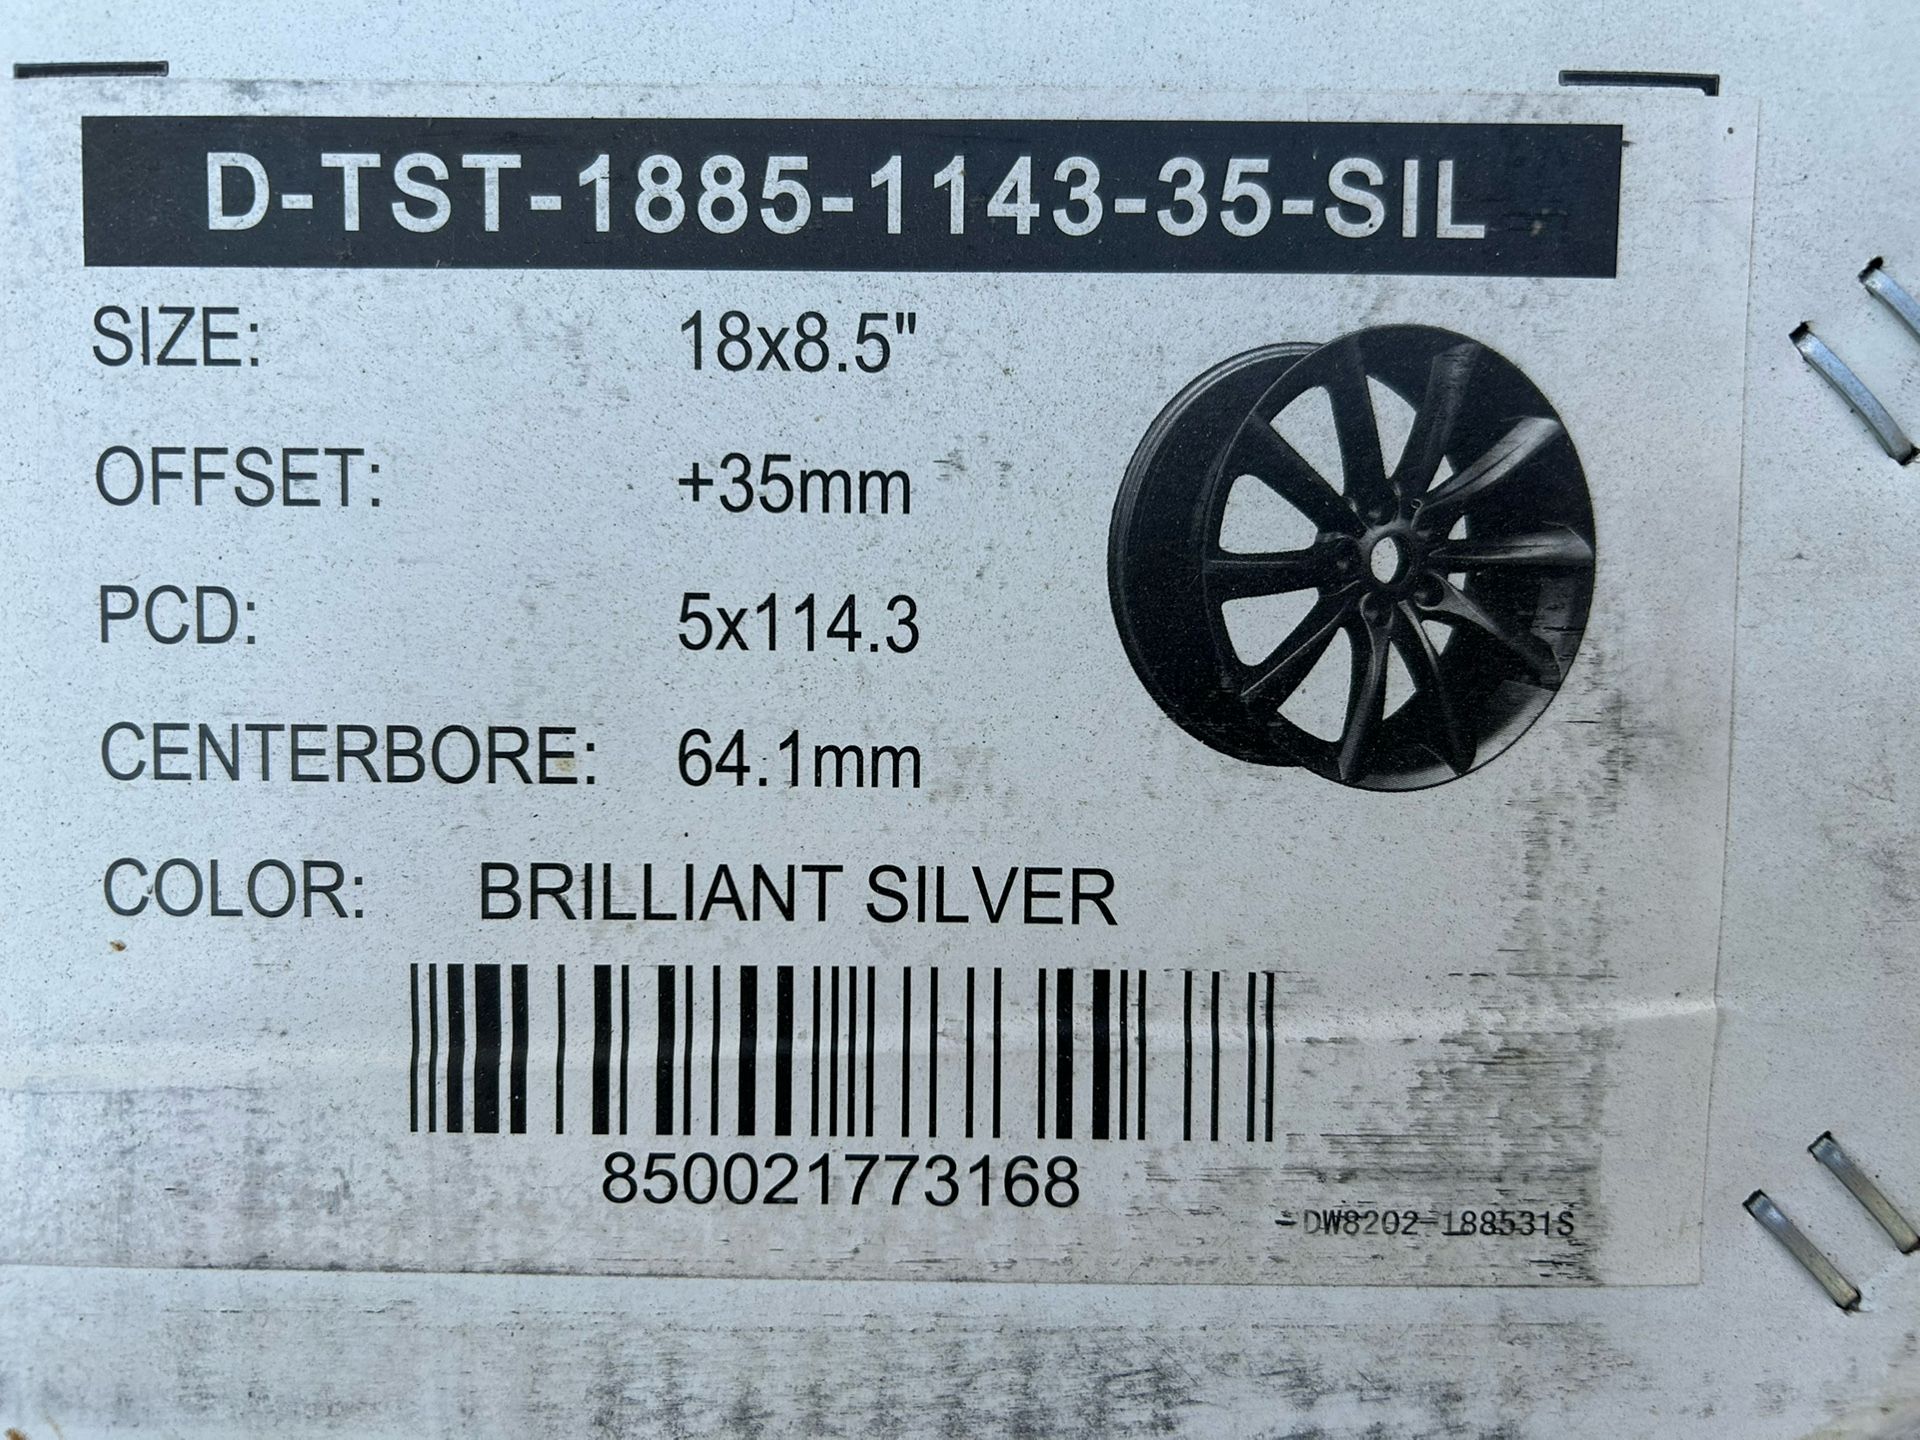 D-TST-1885-1143-35-SIL
SIZE: 18x8.5"
OFFSET: +35mm
PCD: 5x114.3
CENTERBORE: 64.1mm
COLOR: BRILLIANT SILVER
850021773168
-DW8202-188531S